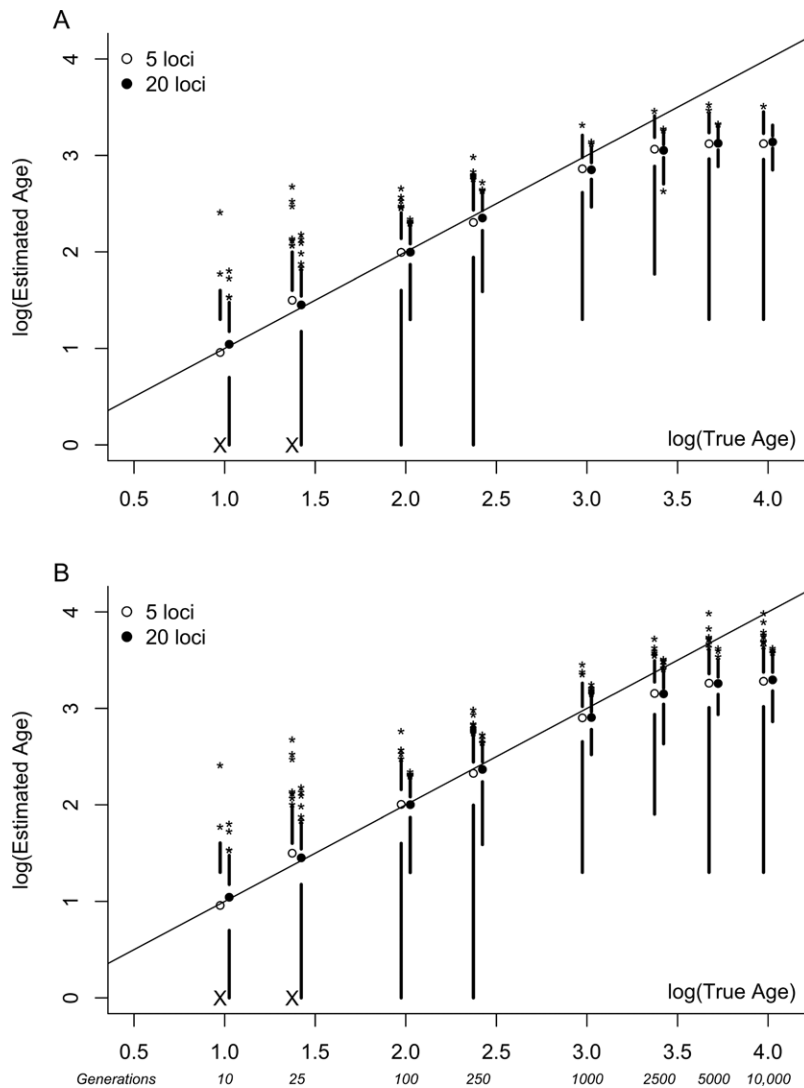 A
5 loci
20 loci
4
3
2
1
0
log(Estimated Age)
X X
log(True Age)
0.5 1.0 1.5 2.0 2.5 3.0 3.5 4.0
B
5 loci
20 loci
4
3
2
1
0
log(Estimated Age)
X X
log(True Age)
0.5 1.0 1.5 2.0 2.5 3.0 3.5 4.0
Generations 10 25 100 250 1000 2500 5000 10,000